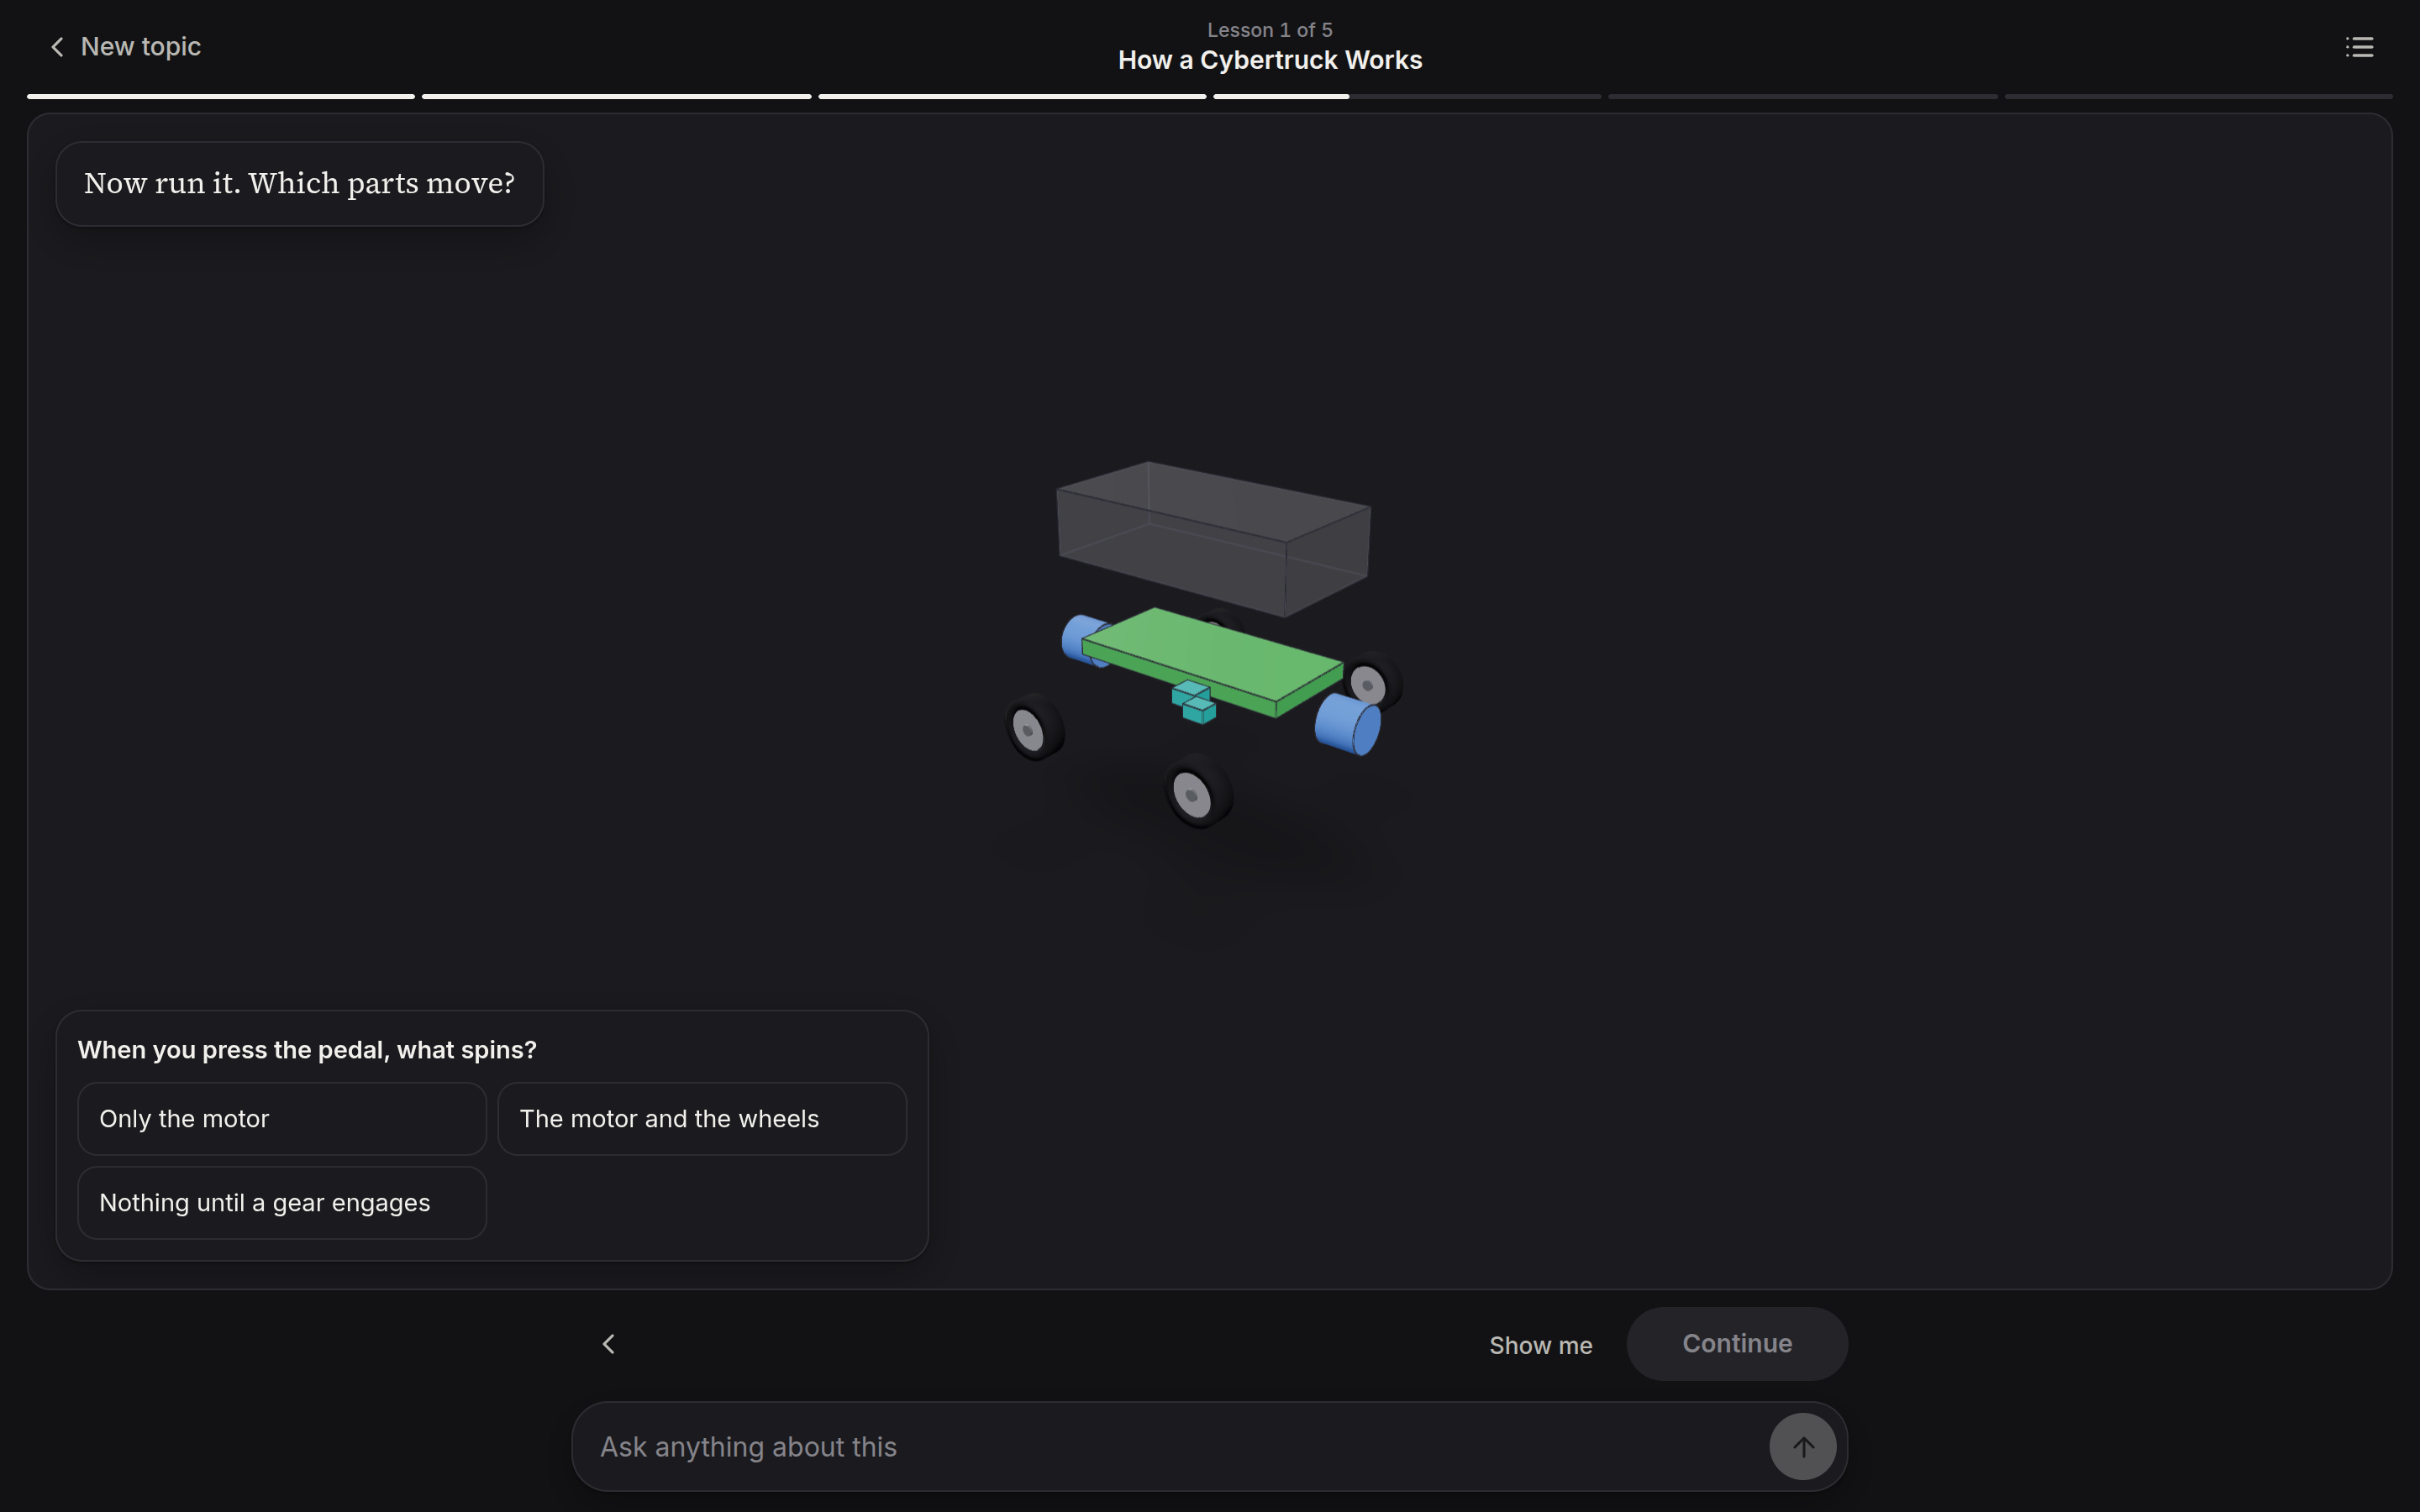 New topic
Lesson 1 of 5
How a Cybertruck Works
Now run it. Which parts move?
When you press the pedal, what spins?
Only the motor
The motor and the wheels
Nothing until a gear engages
Show me
Continue
Ask anything about this